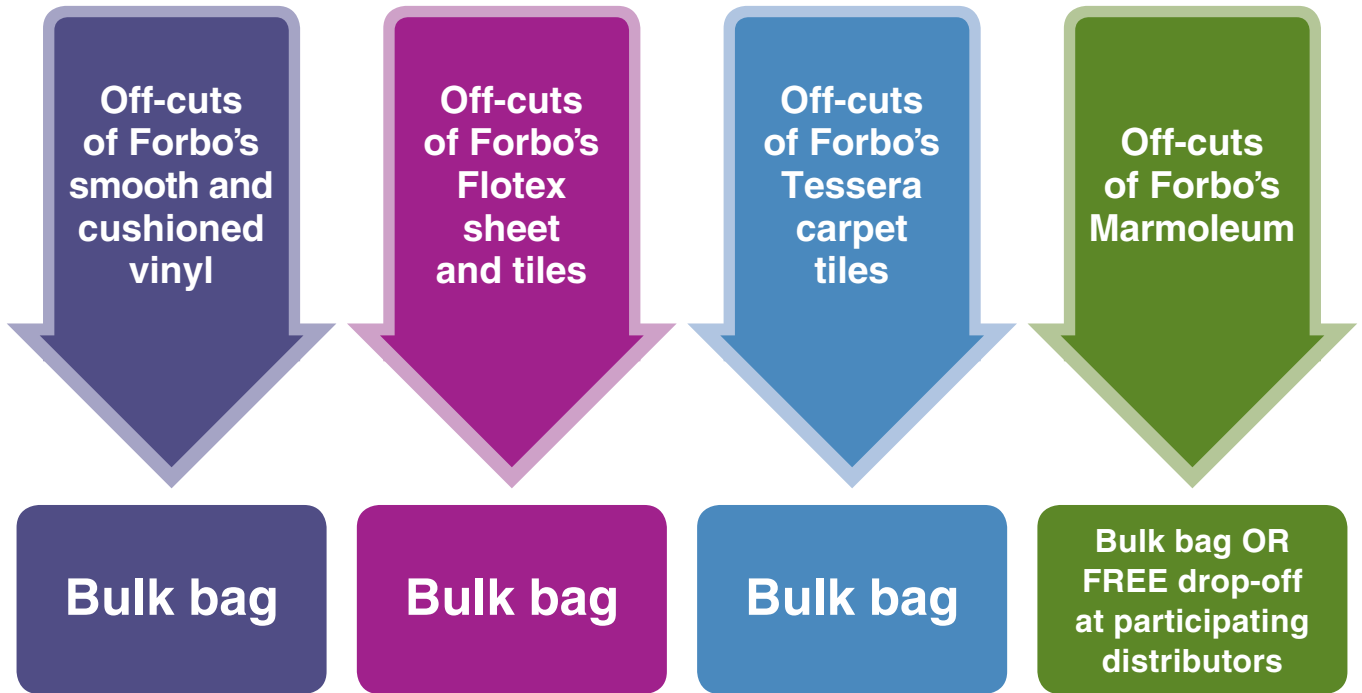 Off-cuts
of Forbo’s
smooth and
cushioned
vinyl
Off-cuts
of Forbo’s
Flotex
sheet
and tiles
Off-cuts
of Forbo’s
Tessera
carpet
tiles
Off-cuts
of Forbo’s
Marmoleum
Bulk bag
Bulk bag
Bulk bag
Bulk bag OR
FREE drop-off
at participating
distributors